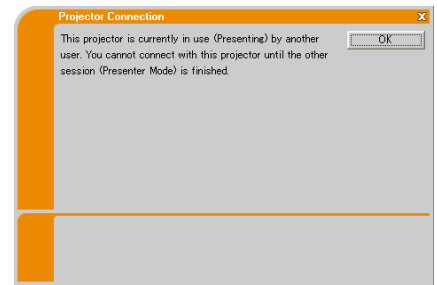 Projector Connection
X
This projector is currently in use (Presenting) by another
user. You cannot connect with this projector until the other
session (Presenter Mode) is finished.
OK